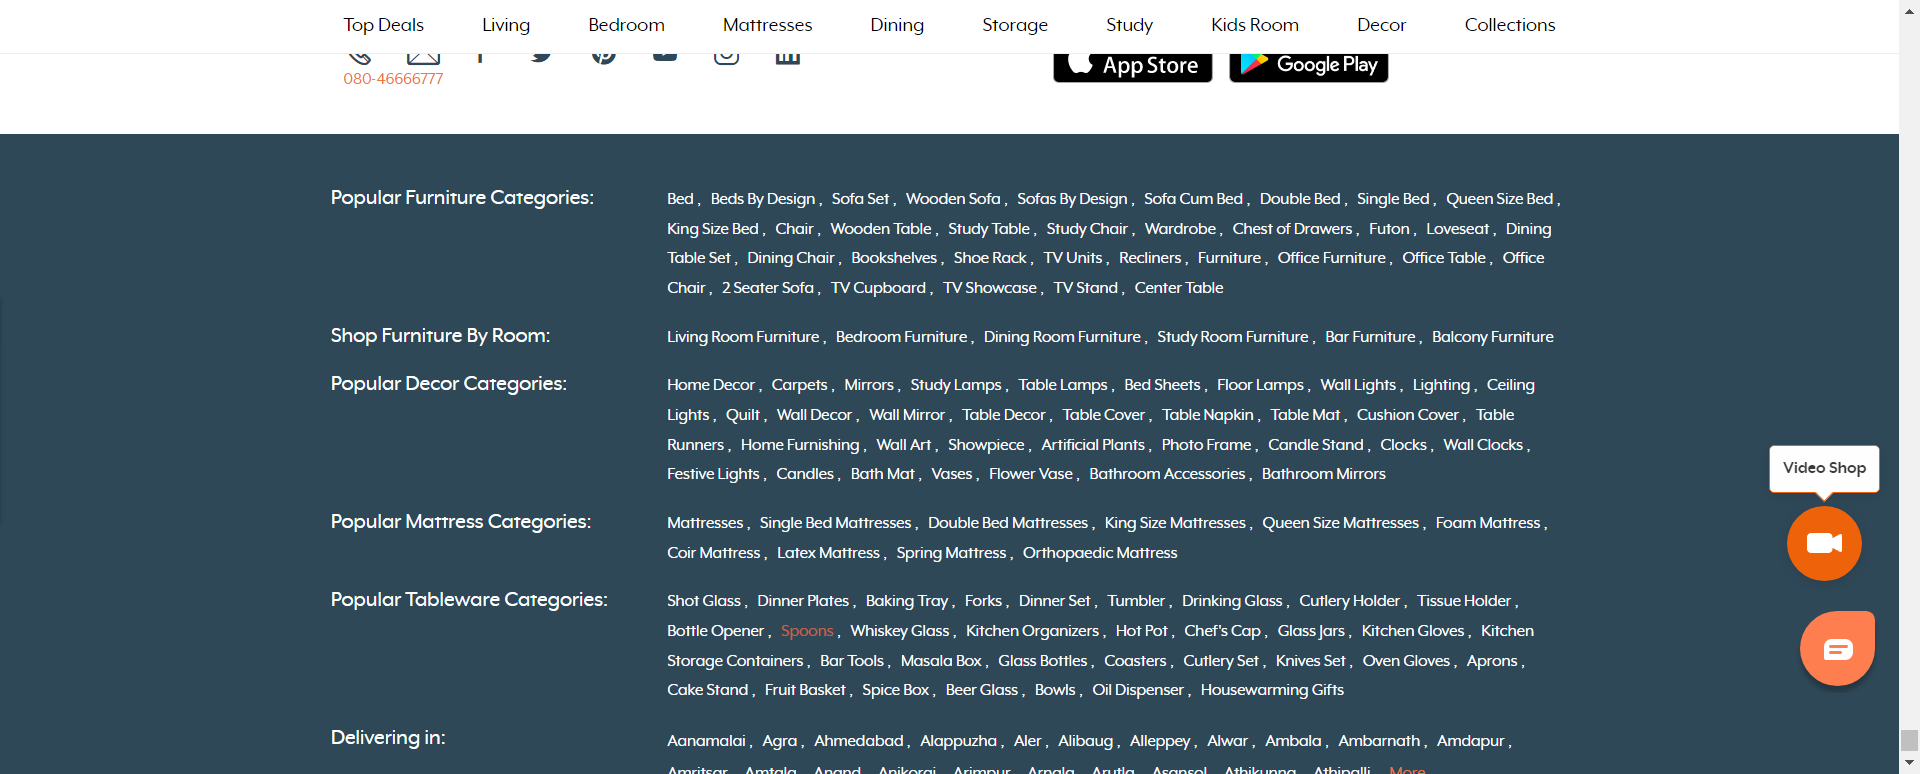 Top Deals Living Bedroom Mattresses Dining Storage Study Kids Room Decor Collections
080-46666777
App Store Google Play
Popular Furniture Categories:
Bed , Beds By Design , Sofa Set , Wooden Sofa , Sofas By Design , Sofa Cum Bed , Double Bed , Single Bed , Queen Size Bed ,
King Size Bed , Chair , Wooden Table , Study Table , Study Chair , Wardrobe , Chest of Drawers , Futon , Loveseat , Dining
Table Set , Dining Chair , Bookshelves , Shoe Rack , TV Units , Recliners , Furniture , Office Furniture , Office Table , Office
Chair , 2 Seater Sofa , TV Cupboard , TV Showcase , TV Stand , Center Table
Shop Furniture By Room:
Living Room Furniture , Bedroom Furniture , Dining Room Furniture , Study Room Furniture , Bar Furniture , Balcony Furniture
Popular Decor Categories:
Home Decor , Carpets , Mirrors , Study Lamps , Table Lamps , Bed Sheets , Floor Lamps , Wall Lights , Lighting , Ceiling
Lights , Quilt , Wall Decor , Wall Mirror , Table Decor , Table Cover , Table Napkin , Table Mat , Cushion Cover , Table
Runners , Home Furnishing , Wall Art , Showpiece , Artificial Plants , Photo Frame , Candle Stand , Clocks , Wall Clocks ,
Festive Lights , Candles , Bath Mat , Vases , Flower Vase , Bathroom Accessories , Bathroom Mirrors
Video Shop
Popular Mattress Categories:
Mattresses , Single Bed Mattresses , Double Bed Mattresses , King Size Mattresses , Queen Size Mattresses , Foam Mattress ,
Coir Mattress , Latex Mattress , Spring Mattress , Orthopaedic Mattress
Popular Tableware Categories:
Shot Glass , Dinner Plates , Baking Tray , Forks , Dinner Set , Tumbler , Drinking Glass , Cutlery Holder , Tissue Holder ,
Bottle Opener , Spoons , Whiskey Glass , Kitchen Organizers , Hot Pot , Chef's Cap , Glass Jars , Kitchen Gloves , Kitchen
Storage Containers , Bar Tools , Masala Box , Glass Bottles , Coasters , Cutlery Set , Knives Set , Oven Gloves , Aprons ,
Cake Stand , Fruit Basket , Spice Box , Beer Glass , Bowls , Oil Dispenser , Housewarming Gifts
Delivering in:
Aanamalai , Agra , Ahmedabad , Alappuzha , Aler , Alibaug , Alleppey , Alwar , Ambala , Ambarnath , Amdapur ,
Amritsar Amtala Anand Anikorai Arimpur Arnala Arutla Asansol Athikunna Athipalli More